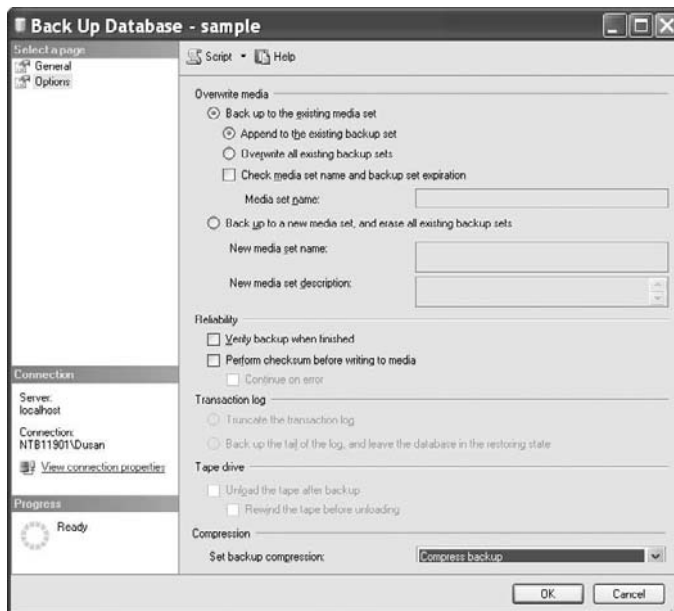 Back Up Database - sample
Select a page
General
Options
Script
Help
Overwrite media
Back up to the existing media set
Append to the existing backup set
Overwrite all existing backup sets
Check media set name and backup set expiration
Media set name:
Back up to a new media set, and erase all existing backup sets
New media set name:
New media set description:
Reliability
Verify backup when finished
Perform checksum before writing to media
Continue on error
Transaction log
Truncate the transaction log
Back up the tail of the log, and leave the database in the restoring state
Tape drive
Unload the tape after backup
Rewind the tape before unloading
Compression
Set backup compression:
Compress backup
Connection
Server:
localhost
Connection:
NTB11901\Dusan
View connection properties
Progress
Ready
OK
Cancel